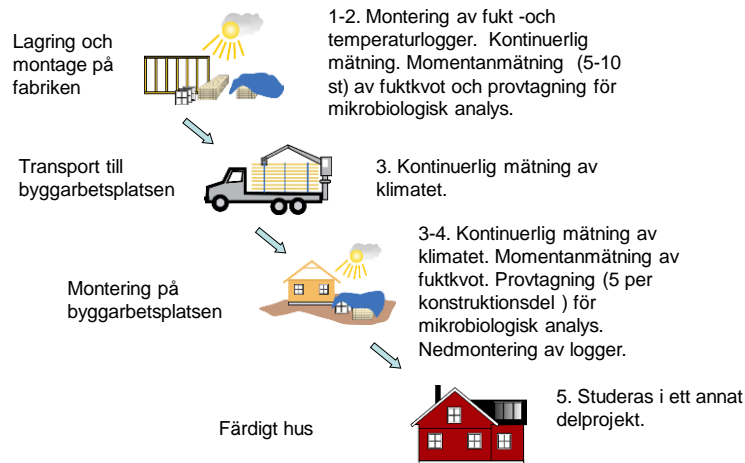 Lagring och
montage på
fabriken
1-2. Montering av fukt -och
temperaturlogger. Kontinuerlig
mätning. Momentanmätning (5-10
st) av fuktkvot och provtagning för
mikrobiologisk analys.
Transport till
byggarbetsplatsen
3. Kontinuerlig mätning av
klimatet.
Montering på
byggarbetsplatsen
3-4. Kontinuerlig mätning av
klimatet. Momentanmätning av
fuktkvot. Provtagning (5 per
konstruktionsdel ) för
mikrobiologisk analys.
Nedmontering av logger.
Färdigt hus
5. Studeras i ett annat
delprojekt.